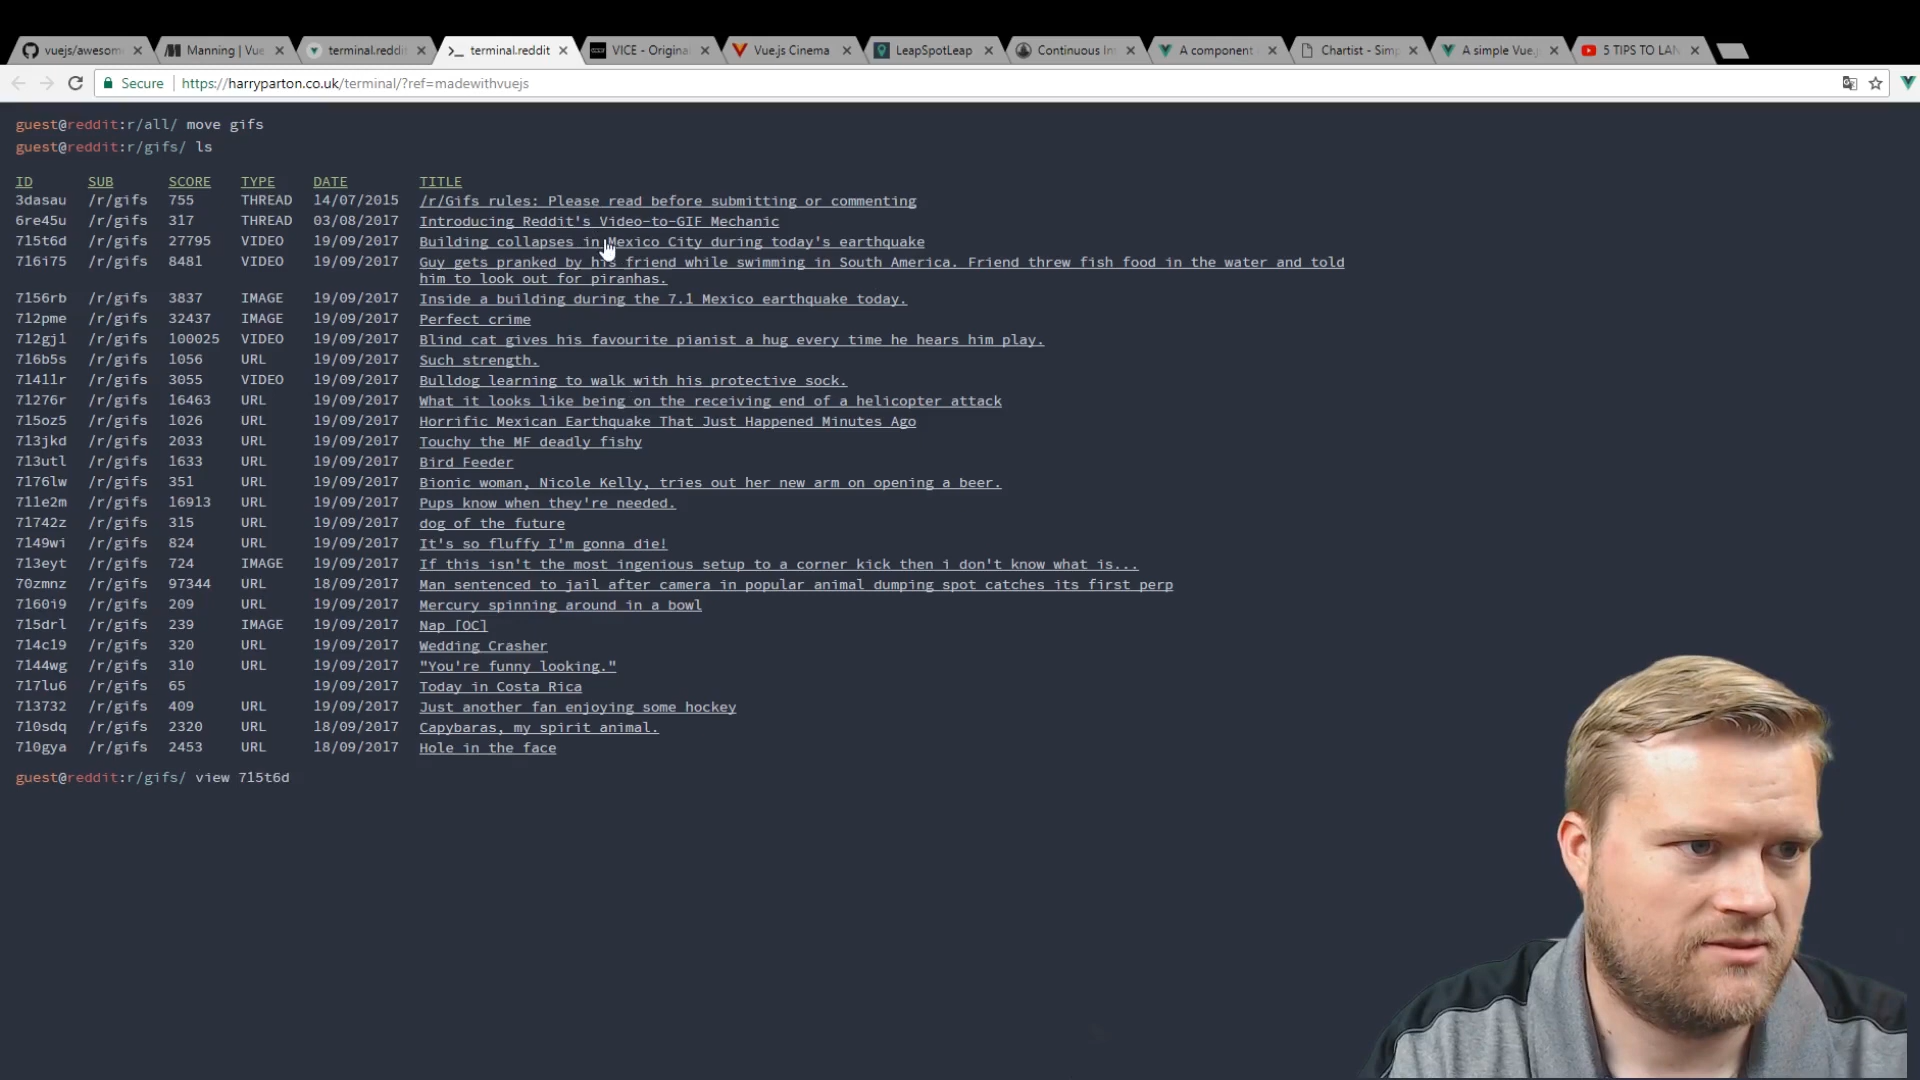 vuejs/awesom
Manning | Vue
terminal.reddit
terminal.reddit
VICE - Origina
Vue.js Cinema
LeapSpotLeap
Continuous In
A component
Chartist - Simp
A simple Vue.j
5 TIPS TO LAN
Secure https://harryparton.co.uk/terminal/?ref=madewithvuejs
guest@reddit:r/all/ move gifs
guest@reddit:r/gifs/ ls
ID SUB SCORE TYPE DATE TITLE
3dasau /r/gifs 755 THREAD 14/07/2015 /r/Gifs rules: Please read before submitting or commenting
6re45u /r/gifs 317 THREAD 03/08/2017 Introducing Reddit's Video-to-GIF Mechanic
715t6d /r/gifs 27795 VIDEO 19/09/2017 Building collapses in Mexico City during today's earthquake
716i75 /r/gifs 8481 VIDEO 19/09/2017 Guy gets pranked by his friend while swimming in South America. Friend threw fish food in the water and told
him to look out for piranhas.
7156rb /r/gifs 3837 IMAGE 19/09/2017 Inside a building during the 7.1 Mexico earthquake today.
712pme /r/gifs 32437 IMAGE 19/09/2017 Perfect crime
712gj1 /r/gifs 100025 VIDEO 19/09/2017 Blind cat gives his favourite pianist a hug every time he hears him play.
716b5s /r/gifs 1056 URL 19/09/2017 Such strength.
714llr /r/gifs 3055 VIDEO 19/09/2017 Bulldog learning to walk with his protective sock.
71276r /r/gifs 16463 URL 19/09/2017 What it looks like being on the receiving end of a helicopter attack
715oz5 /r/gifs 1026 URL 19/09/2017 Horrific Mexican Earthquake That Just Happened Minutes Ago
713jkd /r/gifs 2033 URL 19/09/2017 Touchy the MF deadly fishy
713utl /r/gifs 1633 URL 19/09/2017 Bird Feeder
7176lw /r/gifs 351 URL 19/09/2017 Bionic woman, Nicole Kelly, tries out her new arm on opening a beer.
711e2m /r/gifs 16913 URL 19/09/2017 Pups know when they're needed.
71742z /r/gifs 315 URL 19/09/2017 dog of the future
7149wi /r/gifs 824 URL 19/09/2017 It's so fluffy I'm gonna die!
713eyt /r/gifs 724 IMAGE 19/09/2017 If this isn't the most ingenious setup to a corner kick then i don't know what is...
70zmnz /r/gifs 97344 URL 18/09/2017 Man sentenced to jail after camera in popular animal dumping spot catches its first perp
7160i9 /r/gifs 209 URL 19/09/2017 Mercury spinning around in a bowl
715drl /r/gifs 239 IMAGE 19/09/2017 Nap [OC]
714c19 /r/gifs 320 URL 19/09/2017 Wedding Crasher
7144wg /r/gifs 310 URL 19/09/2017 "You're funny looking."
717lu6 /r/gifs 65 19/09/2017 Today in Costa Rica
713732 /r/gifs 409 URL 19/09/2017 Just another fan enjoying some hockey
710sdq /r/gifs 2320 URL 18/09/2017 Capybaras, my spirit animal.
710gya /r/gifs 2453 URL 18/09/2017 Hole in the face
guest@reddit:r/gifs/ view 715t6d